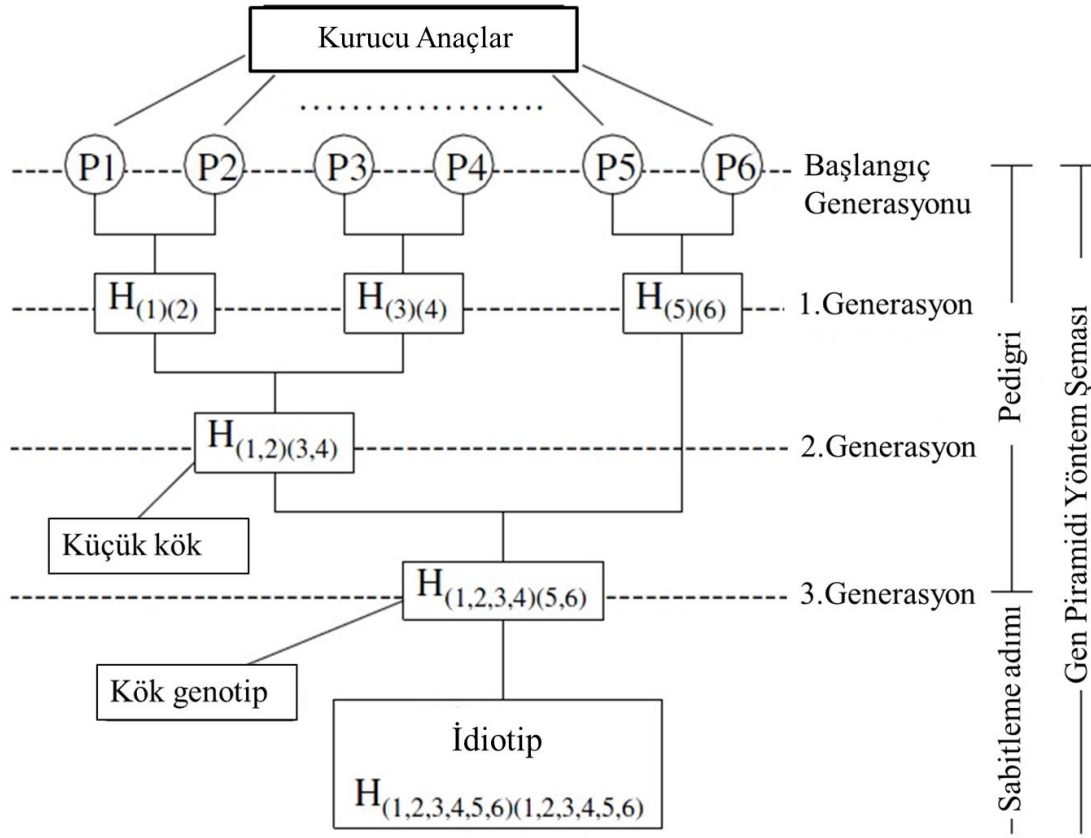 Kurucu Anaçlar
P1 P2 P3 P4 P5 P6
Başlangıç
Generasyonu
H(1)(2) H(3)(4) H(5)(6)
1.Generasyon
H(1,2)(3,4)
2.Generasyon
Küçük kök
H(1,2,3,4)(5,6)
3.Generasyon
Kök genotip
İdiotip
H(1,2,3,4,5,6)(1,2,3,4,5,6)
Pedigri
Sabitleme adımı
Gen Piramidi Yöntem Şeması